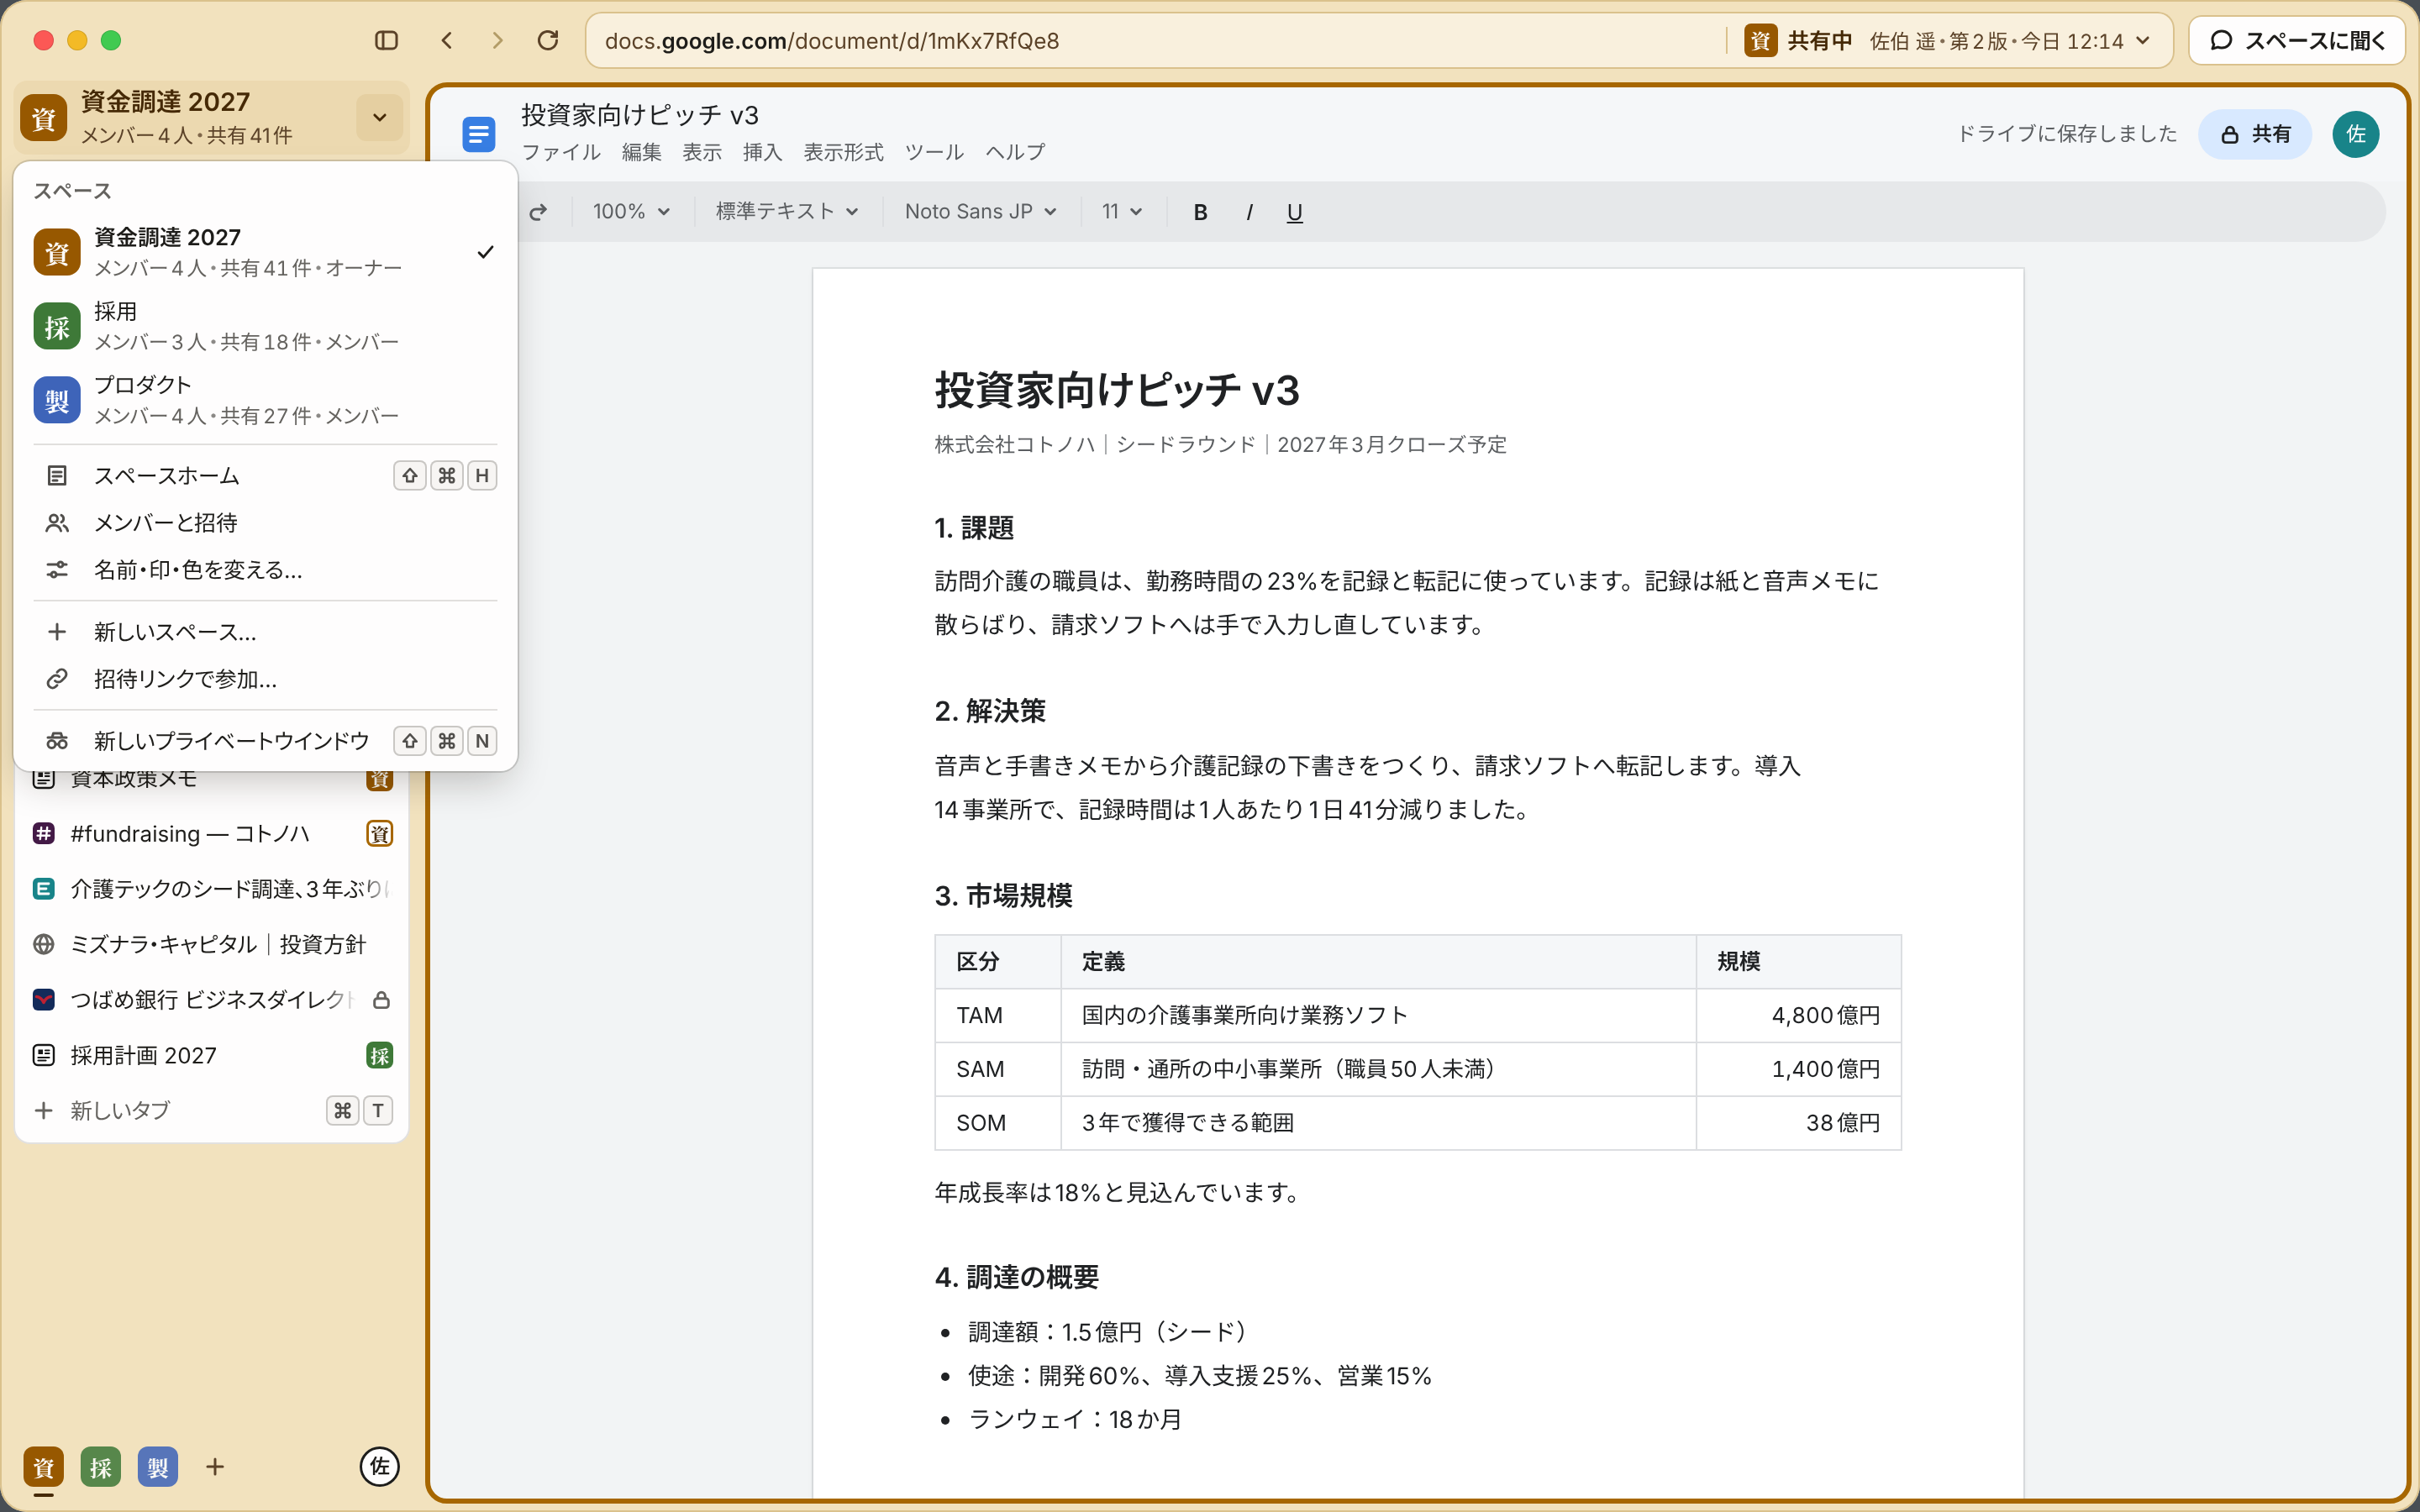 docs.google.com/document/d/1mKx7RfQe8
資 共有中 佐伯 遥・第2版・今日 12:14
スペースに聞く
資 資金調達 2027
メンバー4人・共有41件
スペース
資 資金調達 2027
メンバー4人・共有41件・オーナー
採 採用
メンバー3人・共有18件・メンバー
製 プロダクト
メンバー4人・共有27件・メンバー
スペースホーム ⇧ ⌘ H
メンバーと招待
名前・印・色を変える...
新しいスペース...
招待リンクで参加...
新しいプライベートウインドウ ⇧ ⌘ N
資本政策メモ 資
#fundraising — コトノハ 資
介護テックのシード調達、3年ぶり
ミズナラ・キャピタル｜投資方針
つばめ銀行 ビジネスダイレクト
採用計画 2027 採
新しいタブ ⌘ T
資 採 製 佐
投資家向けピッチ v3
ファイル 編集 表示 挿入 表示形式 ツール ヘルプ
ドライブに保存しました
共有
佐
100% 標準テキスト Noto Sans JP 11 B I U
投資家向けピッチ v3
株式会社コトノハ｜シードラウンド｜2027年3月クローズ予定
1. 課題
訪問介護の職員は、勤務時間の23%を記録と転記に使っています。記録は紙と音声メモに
散らばり、請求ソフトへは手で入力し直しています。
2. 解決策
音声と手書きメモから介護記録の下書きをつくり、請求ソフトへ転記します。導入
14事業所で、記録時間は1人あたり1日41分減りました。
3. 市場規模
区分 定義 規模
TAM 国内の介護事業所向け業務ソフト 4,800億円
SAM 訪問・通所の中小事業所（職員50人未満） 1,400億円
SOM 3年で獲得できる範囲 38億円
年成長率は18%と見込んでいます。
4. 調達の概要
• 調達額：1.5億円（シード）
• 使途：開発60%、導入支援25%、営業15%
• ランウェイ：18か月